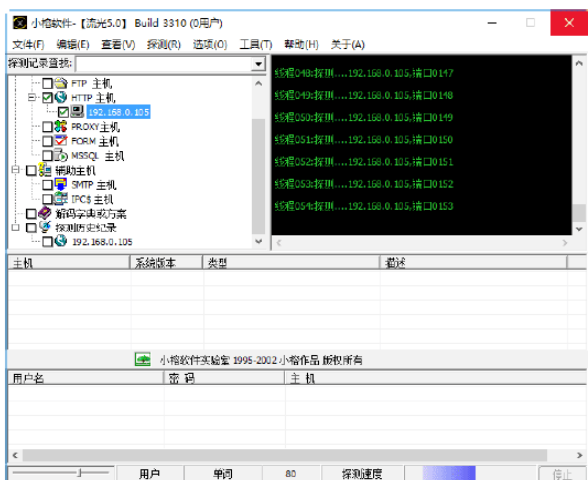 小榕软件-【流光5.0】 Build 3310 (0用户)
文件(F) 编辑(E) 查看(V) 探测(R) 选项(O) 工具(T) 帮助(H) 关于(A)
探测记录查找:
FTP 主机
HTTP 主机
192.168.0.105
PROXY主机
FORM 主机
MSSQL 主机
辅助主机
SMTP 主机
IPC$ 主机
解码字典或方案
探测历史纪录
192.168.0.105
线程048:探测....192.168.0.105,端口0147
线程049:探测....192.168.0.105,端口0148
线程050:探测....192.168.0.105,端口0149
线程051:探测....192.168.0.105,端口0150
线程052:探测....192.168.0.105,端口0151
线程053:探测....192.168.0.105,端口0152
线程054:探测....192.168.0.105,端口0153
主机 系统版本 类型 描述
小榕软件实验室 1995-2002 小榕作品 版权所有
用户名 密 码 主 机
用户 单词 80 探测速度 停止